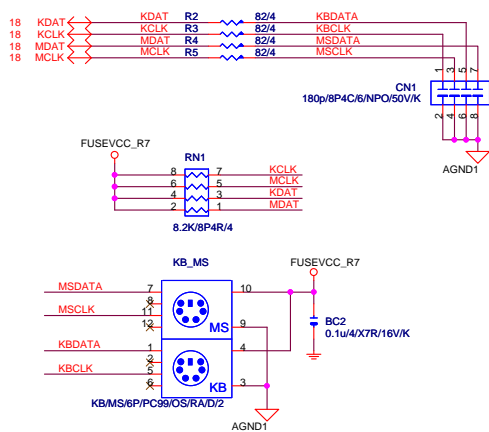 18 KDAT KDAT R2 82/4 KBDATA
18 KCLK KCLK R3 82/4 KBCLK
18 MDAT MDAT R4 82/4 MSDATA
18 MCLK MCLK R5 82/4 MSCLK
1 3 5 7
CN1
180p/8P4C/6/NPO/50V/K
2 4 6 8
AGND1
FUSEVCC_R7
RN1
8 7 KCLK
6 5 MCLK
4 3 KDAT
2 1 MDAT
8.2K/8P4R/4
KB_MS
FUSEVCC_R7
MSDATA 7 10
8
MSCLK 11
12 MS 9
BC2
0.1u/4/X7R/16V/K
KBDATA 1 4
2
KBCLK 5
6 KB 3
KB/MS/6P/PC99/OS/RA/D/2
AGND1